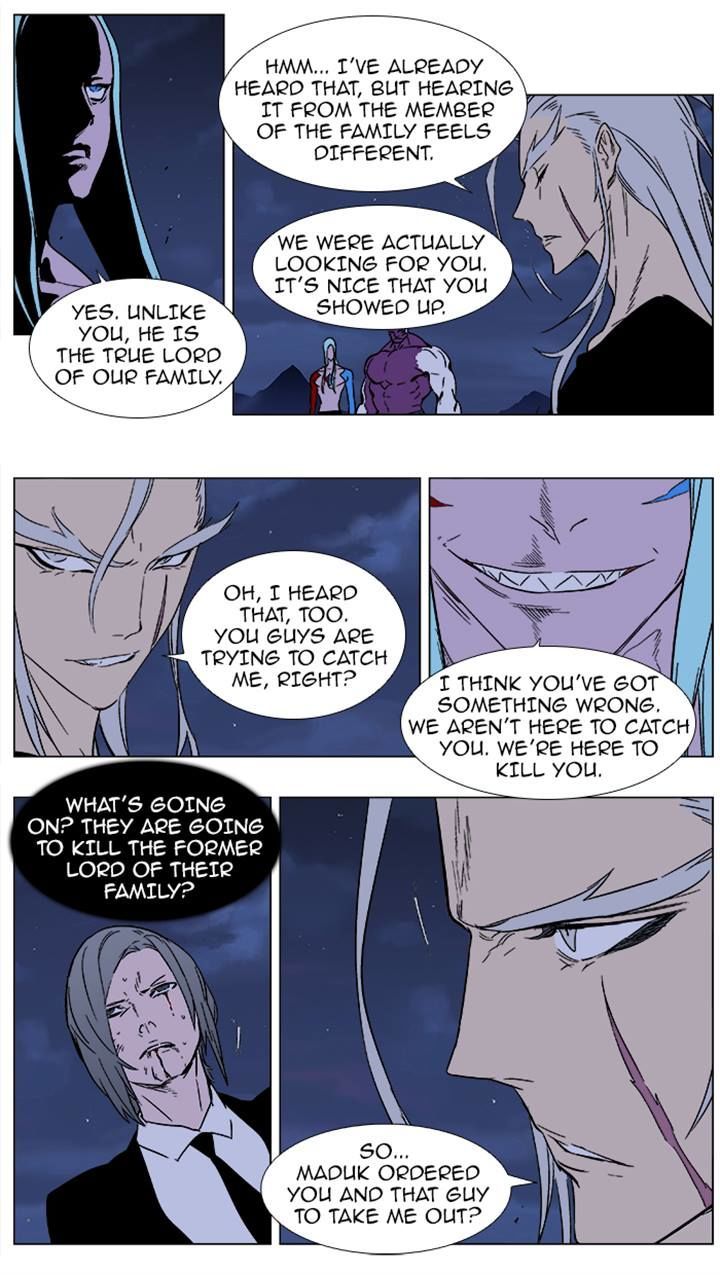 HMM... I'VE ALREADY
HEARD THAT, BUT HEARING
IT FROM THE MEMBER
OF THE FAMILY FEELS
DIFFERENT.
YES. UNLIKE
YOU, HE IS
THE TRUE LORD
OF OUR FAMILY.
WE WERE ACTUALLY
LOOKING FOR YOU.
IT'S NICE THAT YOU
SHOWED UP.
OH, I HEARD
THAT, TOO.
YOU GUYS ARE
TRYING TO CATCH
ME, RIGHT?
I THINK YOU'VE GOT
SOMETHING WRONG.
WE AREN'T HERE TO CATCH
YOU. WE'RE HERE TO
KILL YOU.
WHAT'S GOING
ON? THEY ARE GOING
TO KILL THE FORMER
LORD OF THEIR
FAMILY?
SO...
MADUK ORDERED
YOU AND THAT GUY
TO TAKE ME OUT?